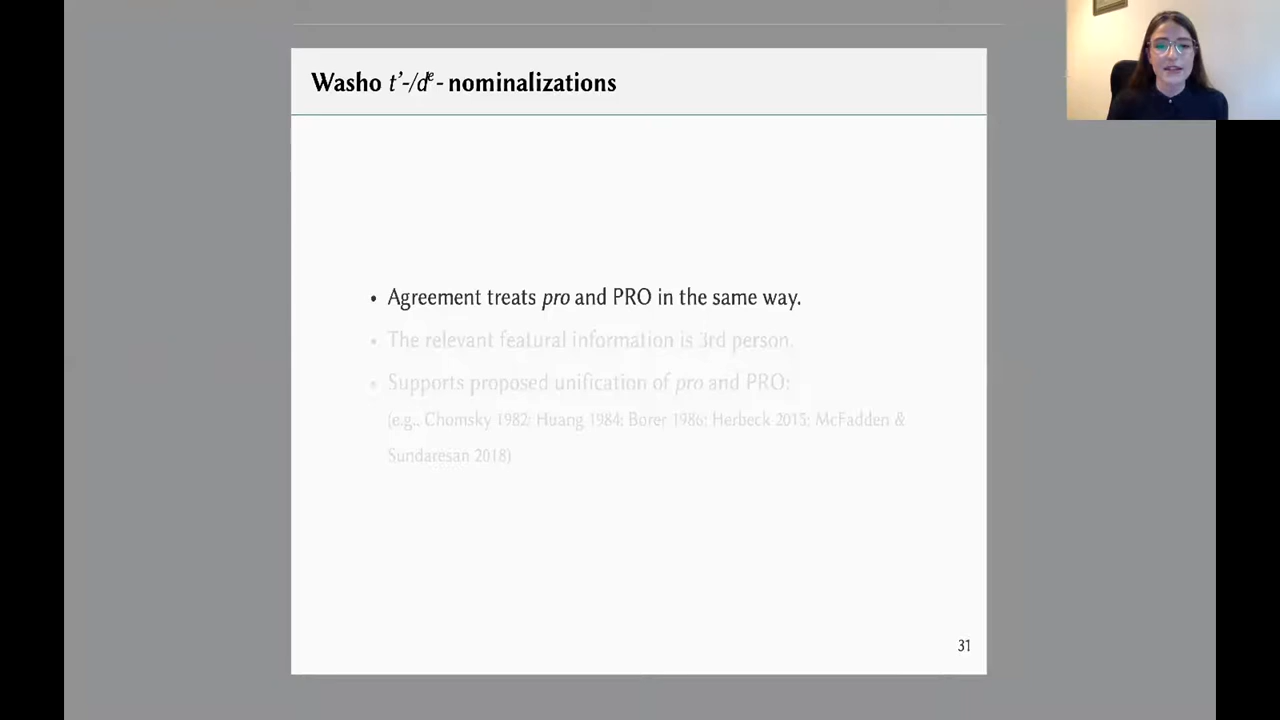 Washo t’-/dᵉ- nominalizations
• Agreement treats pro and PRO in the same way.
• The relevant featural information is 3rd person.
• Supports proposed unification of pro and PRO:
(e.g., Chomsky 1982; Huang 1984; Borer 1986; Herbeck 2015; McFadden &
Sundaresan 2018)
31